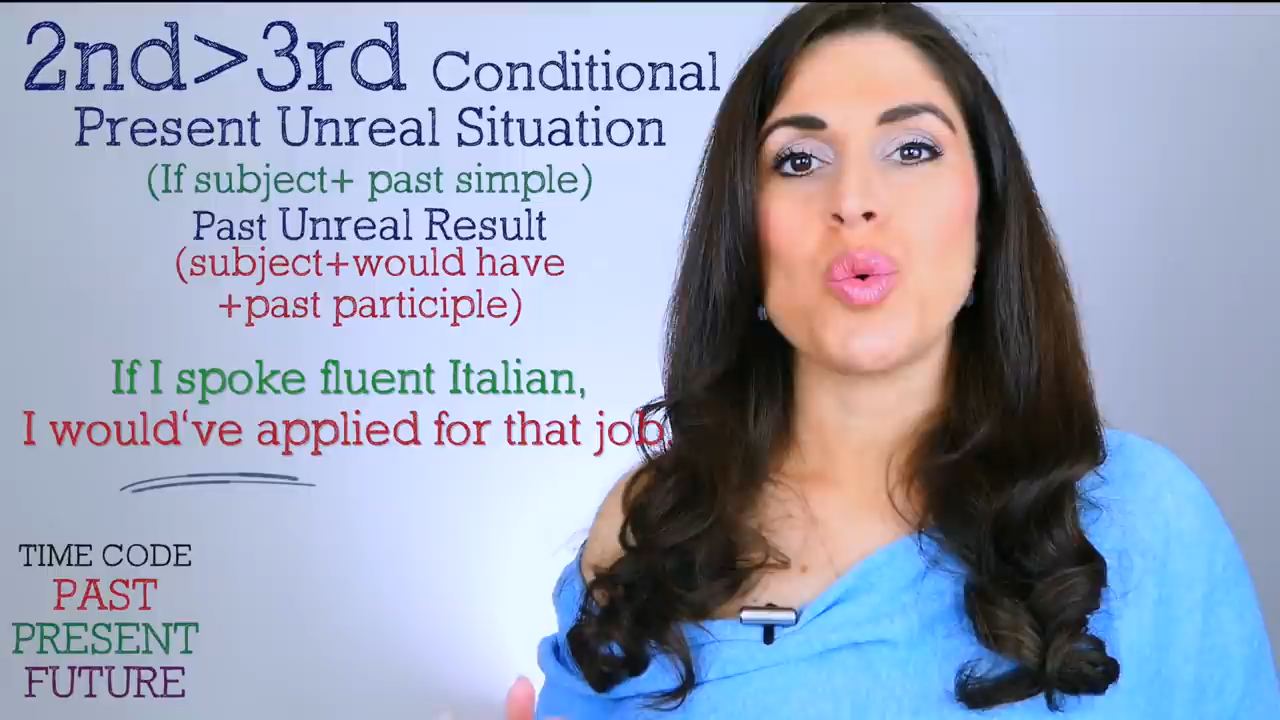 2nd>3rd Conditional
Present Unreal Situation
(If subject+ past simple)
Past Unreal Result
(subject+would have
+past participle)
If I spoke fluent Italian,
I would‘ve applied for that job
TIME CODE
PAST
PRESENT
FUTURE